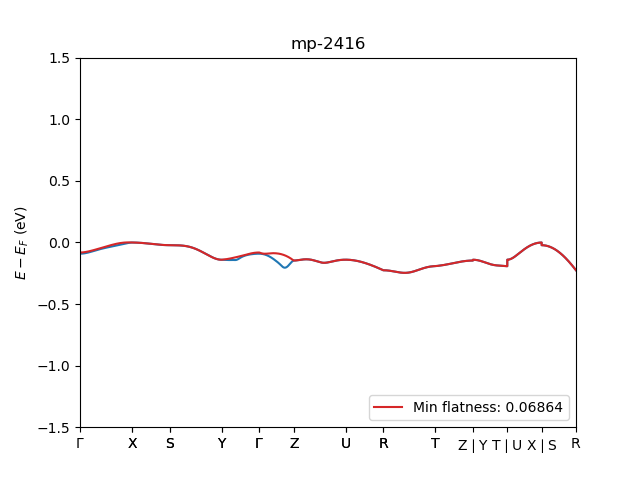 mp-2416
E − E_F (eV)
1.5
1.0
0.5
0.0
−0.5
−1.0
−1.5
Min flatness: 0.06864
Γ X S Y Γ Z U R T Z | Y T | U X | S R